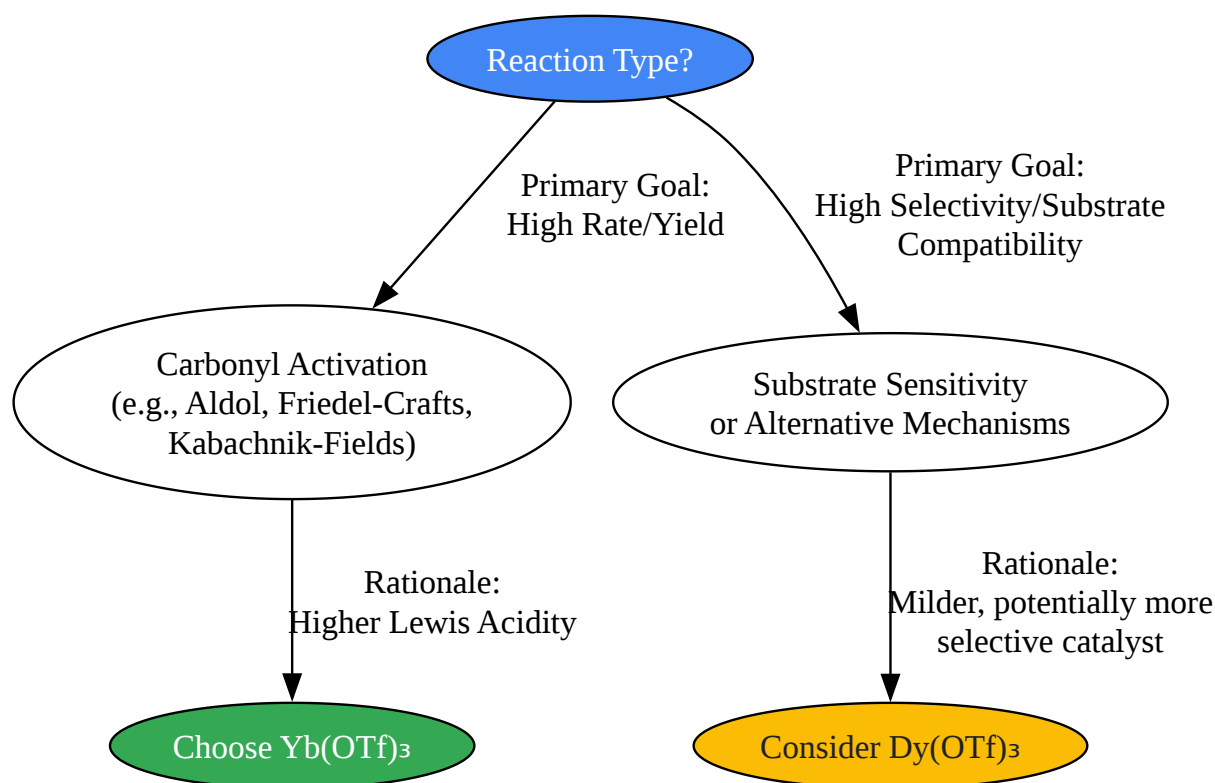 Reaction Type?
Primary Goal:
High Rate/Yield
Primary Goal:
High Selectivity/Substrate
Compatibility
Carbonyl Activation
(e.g., Aldol, Friedel-Crafts,
Kabachnik-Fields)
Substrate Sensitivity
or Alternative Mechanisms
Rationale:
Higher Lewis Acidity
Rationale:
Milder, potentially more
selective catalyst
Choose Yb(OTf)₃
Consider Dy(OTf)₃